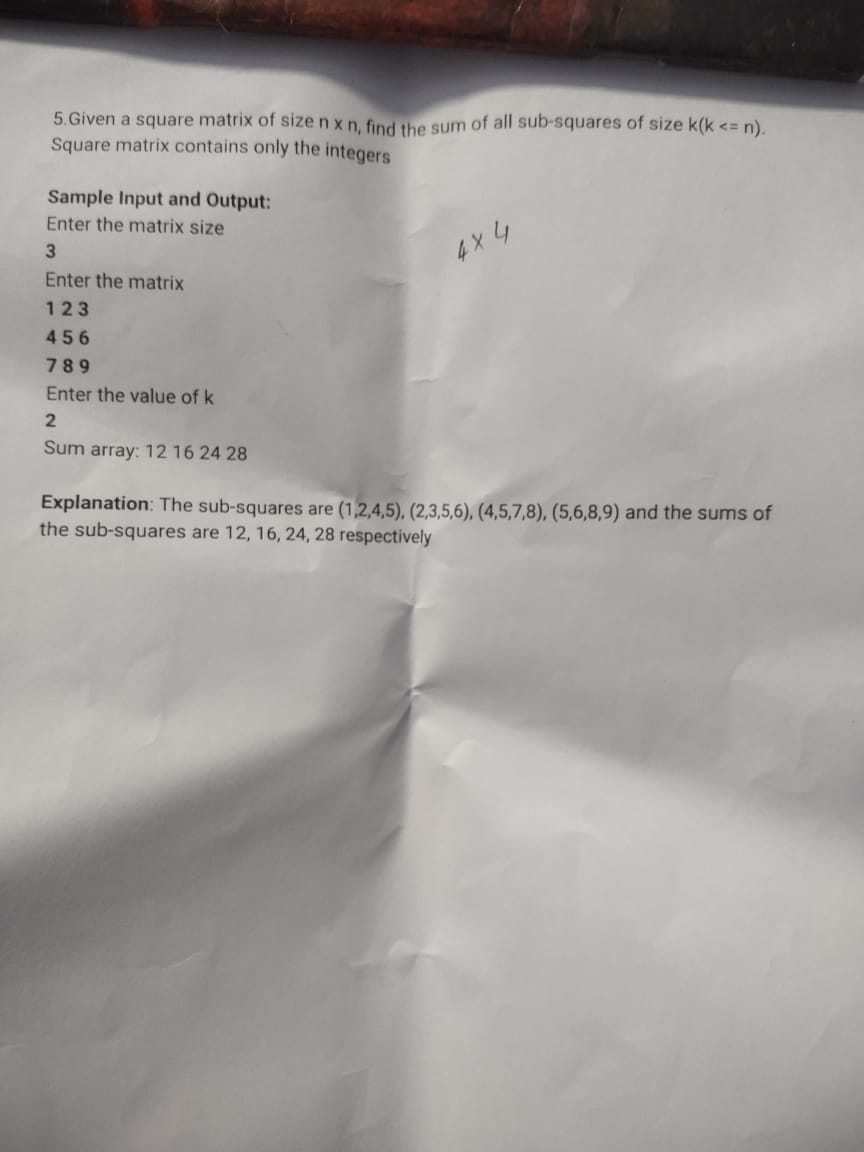 5.Given a square matrix of size n x n, find the sum of all sub-squares of size k(k <= n).
Square matrix contains only the integers
Sample Input and Output:
Enter the matrix size
3
4 x 4
Enter the matrix
1 2 3
4 5 6
7 8 9
Enter the value of k
2
Sum array: 12 16 24 28
Explanation: The sub-squares are (1,2,4,5), (2,3,5,6), (4,5,7,8), (5,6,8,9) and the sums of
the sub-squares are 12, 16, 24, 28 respectively